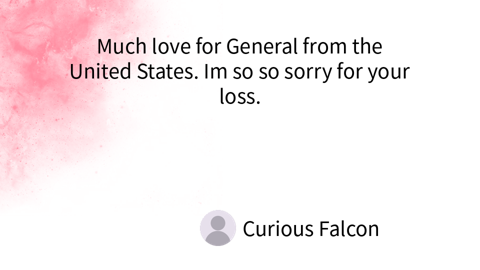 Much love for General from the
United States. Im so so sorry for your
loss.
Curious Falcon